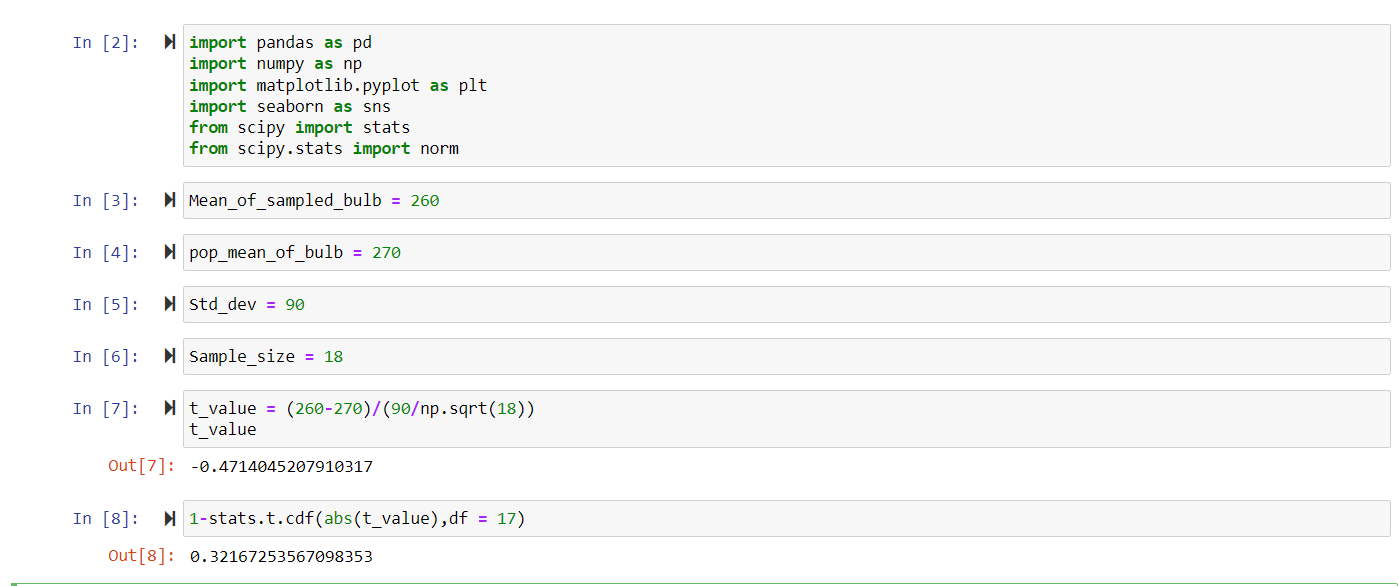 In [2]: import pandas as pd
import numpy as np
import matplotlib.pyplot as plt
import seaborn as sns
from scipy import stats
from scipy.stats import norm
In [3]: Mean_of_sampled_bulb = 260
In [4]: pop_mean_of_bulb = 270
In [5]: Std_dev = 90
In [6]: Sample_size = 18
In [7]: t_value = (260-270)/(90/np.sqrt(18))
t_value
Out[7]: -0.4714045207910317
In [8]: 1-stats.t.cdf(abs(t_value),df = 17)
Out[8]: 0.32167253567098353